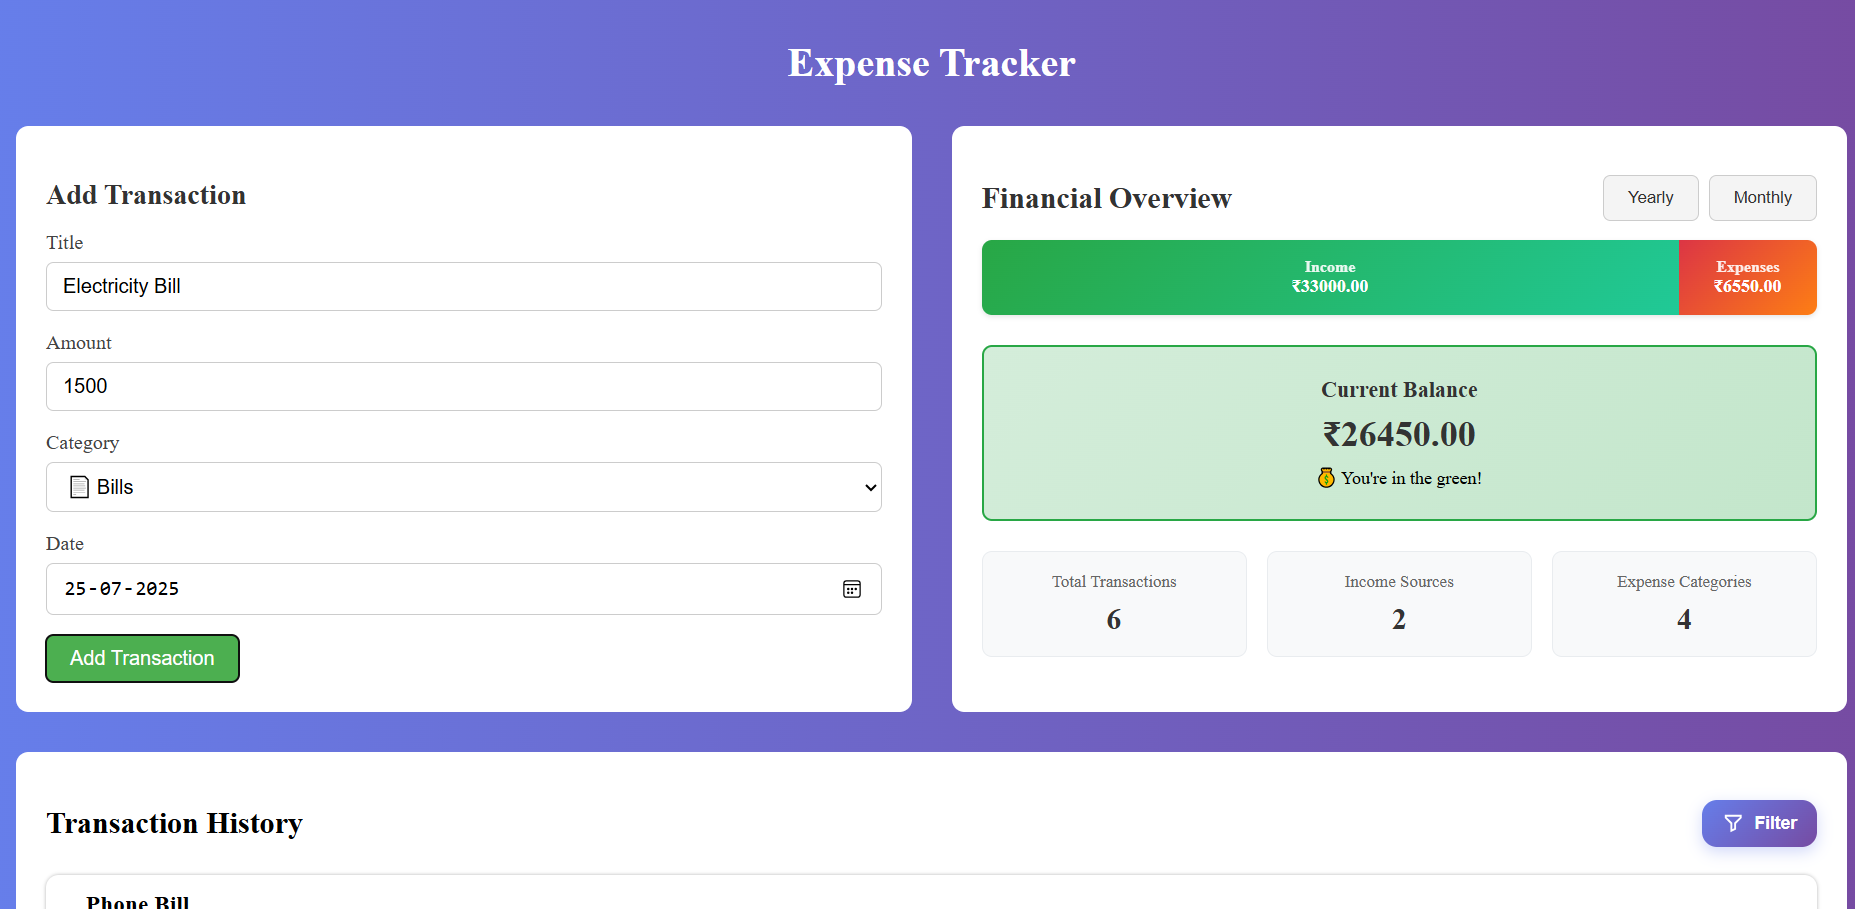 Expense Tracker
Add Transaction
Title
Electricity Bill
Amount
1500
Category
Bills
Date
25-07-2025
Add Transaction
Financial Overview
Yearly
Monthly
Income
₹33000.00
Expenses
₹6550.00
Current Balance
₹26450.00
You're in the green!
Total Transactions
6
Income Sources
2
Expense Categories
4
Transaction History
Filter
Phone Bill